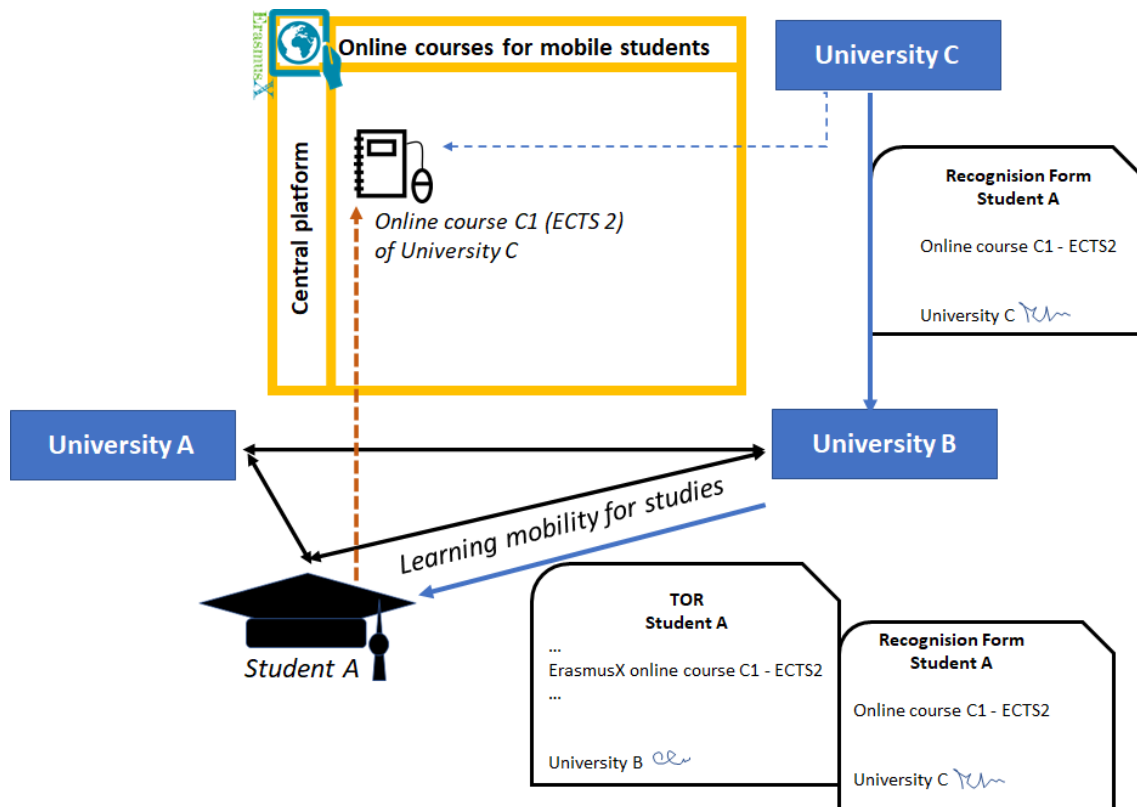 ErasmusX
Online courses for mobile students
University C
Central platform
Online course C1 (ECTS 2)
of University C
Recognision Form
Student A
Online course C1 - ECTS2
University C
University A
University B
Learning mobility for studies
Student A
TOR
Student A
...
ErasmusX online course C1 - ECTS2
...
University B
Recognision Form
Student A
Online course C1 - ECTS2
University C